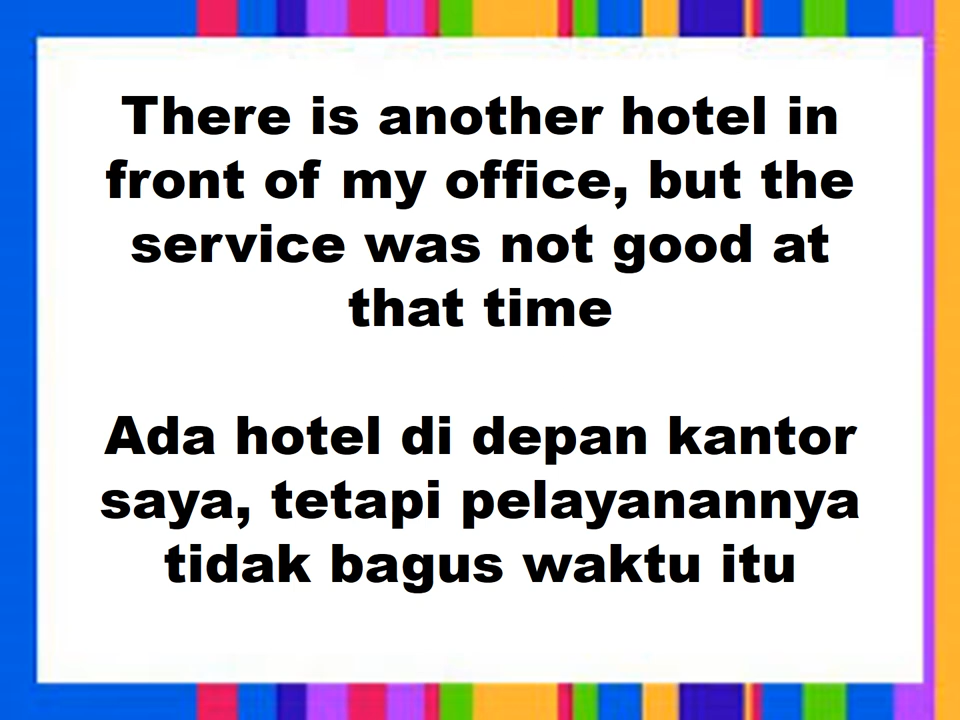 There is another hotel in
front of my office, but the
service was not good at
that time
Ada hotel di depan kantor
saya, tetapi pelayanannya
tidak bagus waktu itu